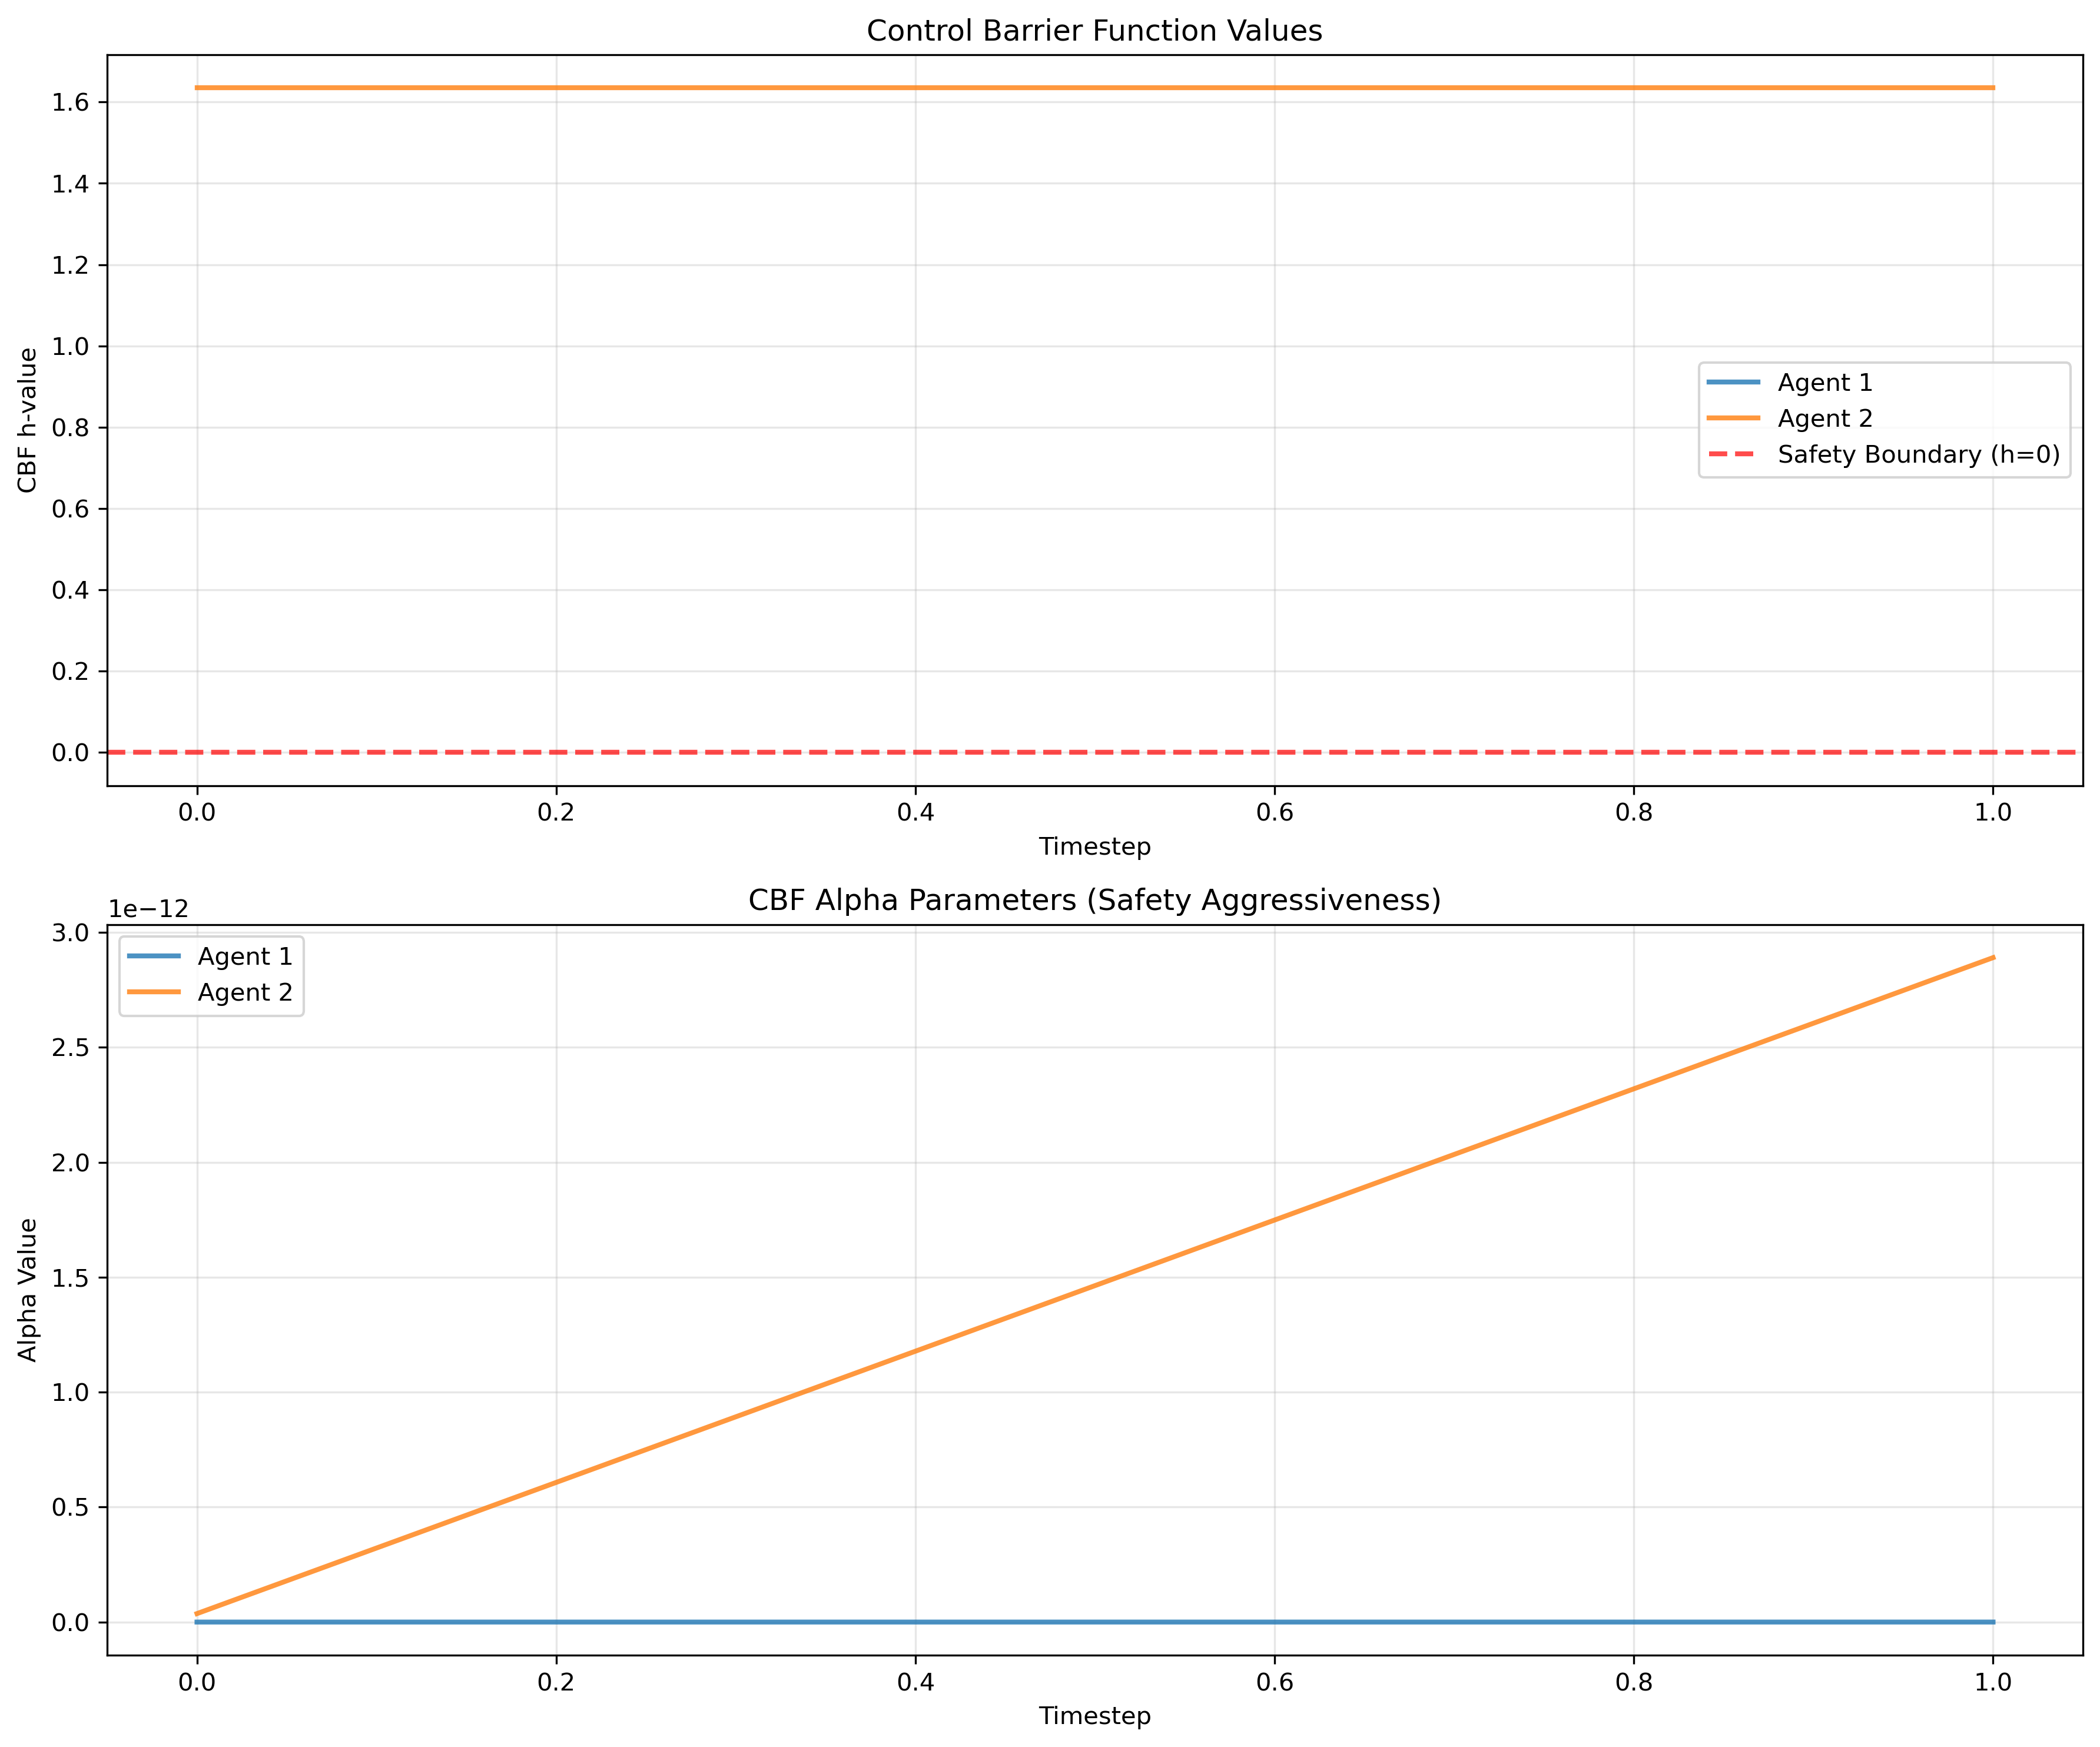 Control Barrier Function Values
CBF h-value
1.6
1.4
1.2
1.0
0.8
0.6
0.4
0.2
0.0
Agent 1
Agent 2
Safety Boundary (h=0)
0.0 0.2 0.4 0.6 0.8 1.0
Timestep
CBF Alpha Parameters (Safety Aggressiveness)
1e−12
Alpha Value
3.0
2.5
2.0
1.5
1.0
0.5
0.0
Agent 1
Agent 2
0.0 0.2 0.4 0.6 0.8 1.0
Timestep